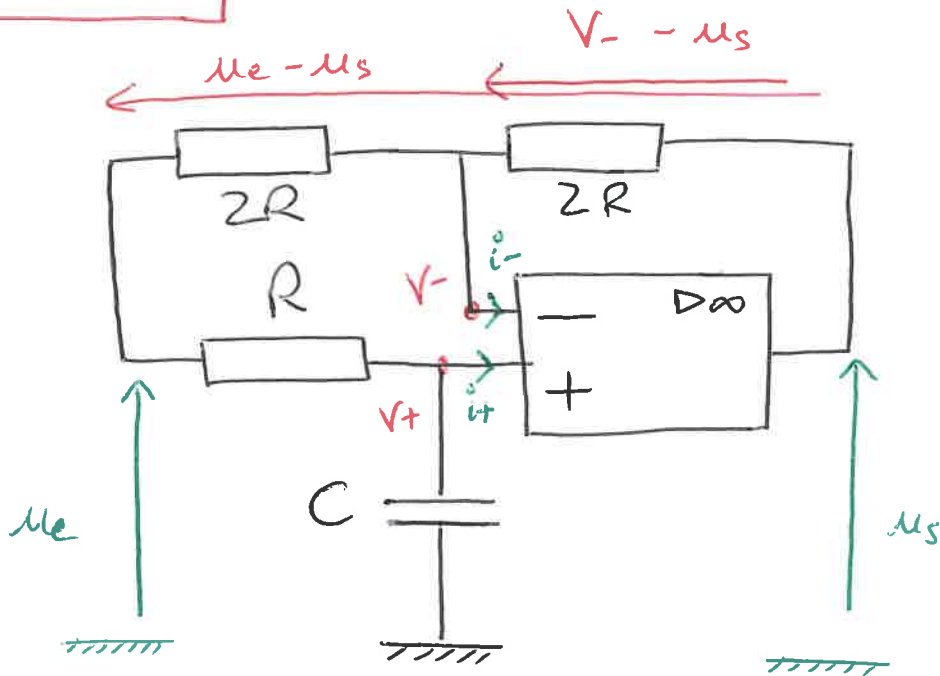 V- - us
ue - us
2R
2R
i-
V-
R
▷∞
−
+
V+
i+
C
ue
us